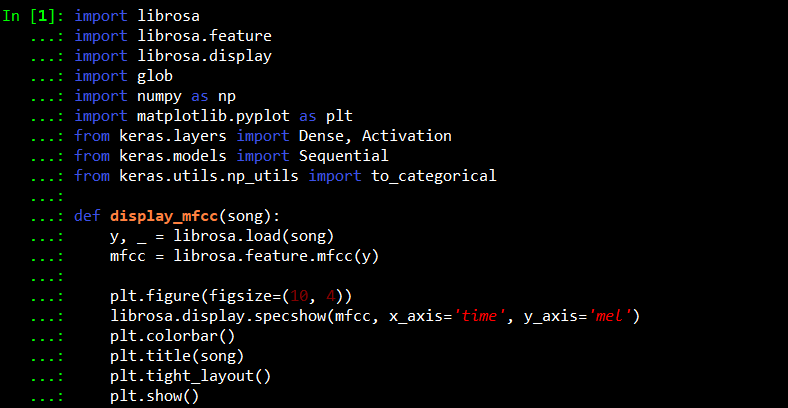 In [1]: import librosa
   ...: import librosa.feature
   ...: import librosa.display
   ...: import glob
   ...: import numpy as np
   ...: import matplotlib.pyplot as plt
   ...: from keras.layers import Dense, Activation
   ...: from keras.models import Sequential
   ...: from keras.utils.np_utils import to_categorical
   ...:
   ...: def display_mfcc(song):
   ...:     y, _ = librosa.load(song)
   ...:     mfcc = librosa.feature.mfcc(y)
   ...:
   ...:     plt.figure(figsize=(10, 4))
   ...:     librosa.display.specshow(mfcc, x_axis='time', y_axis='mel')
   ...:     plt.colorbar()
   ...:     plt.title(song)
   ...:     plt.tight_layout()
   ...:     plt.show()